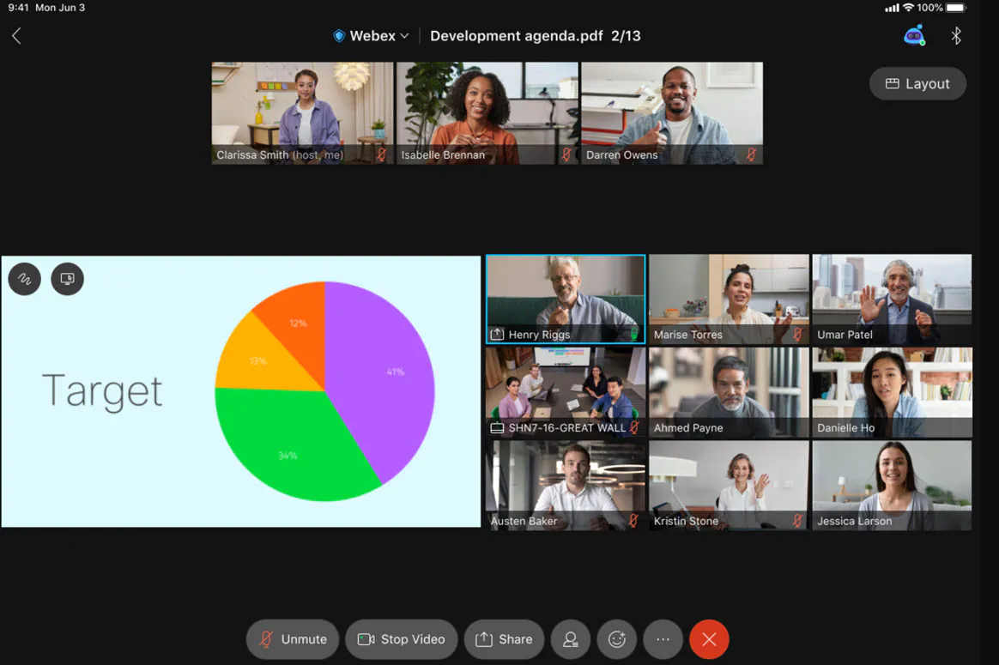 9:41 Mon Jun 3
100%
Webex
Development agenda.pdf 2/13
Layout
Clarissa Smith (host, me)
Isabelle Brennan
Darren Owens
Target
12%
13%
41%
34%
Henry Riggs
Marise Torres
Umar Patel
SHN7-16-GREAT WALL
Ahmed Payne
Danielle Ho
Austen Baker
Kristin Stone
Jessica Larson
Unmute
Stop Video
Share